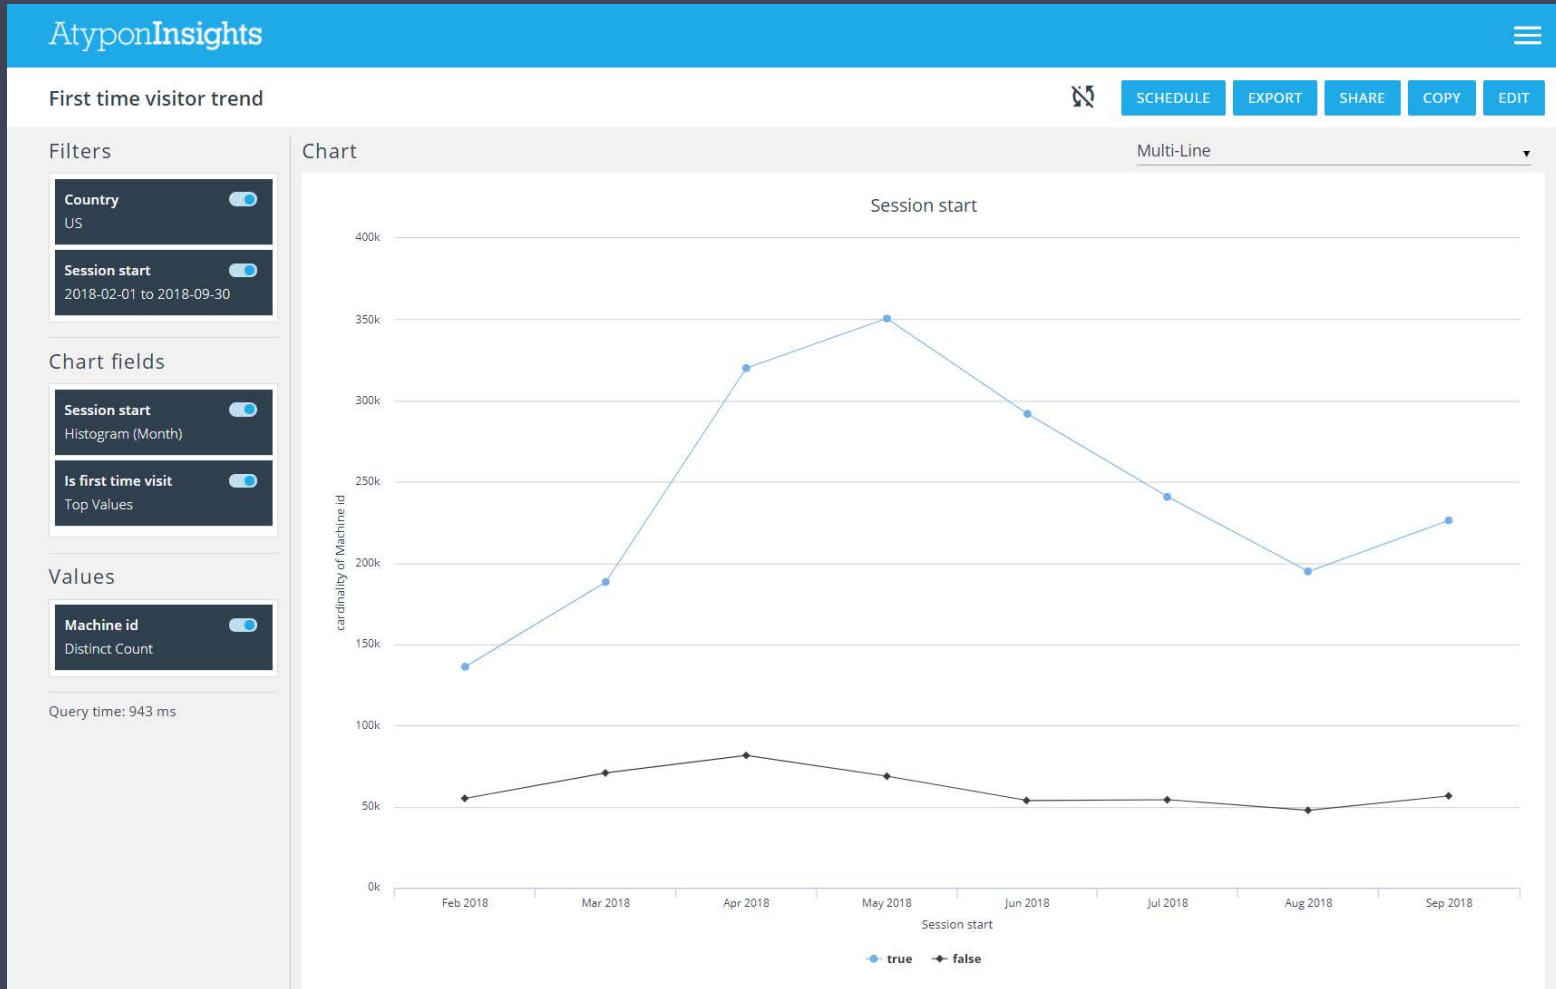 AtyponInsights
First time visitor trend
SCHEDULE EXPORT SHARE COPY EDIT
Filters
Country
US
Session start
2018-02-01 to 2018-09-30
Chart fields
Session start
Histogram (Month)
Is first time visit
Top Values
Values
Machine id
Distinct Count
Query time: 943 ms
Chart
Multi-Line
Session start
400k
350k
300k
250k
200k
150k
100k
50k
0k
cardinality of Machine id
Feb 2018 Mar 2018 Apr 2018 May 2018 Jun 2018 Jul 2018 Aug 2018 Sep 2018
Session start
true false